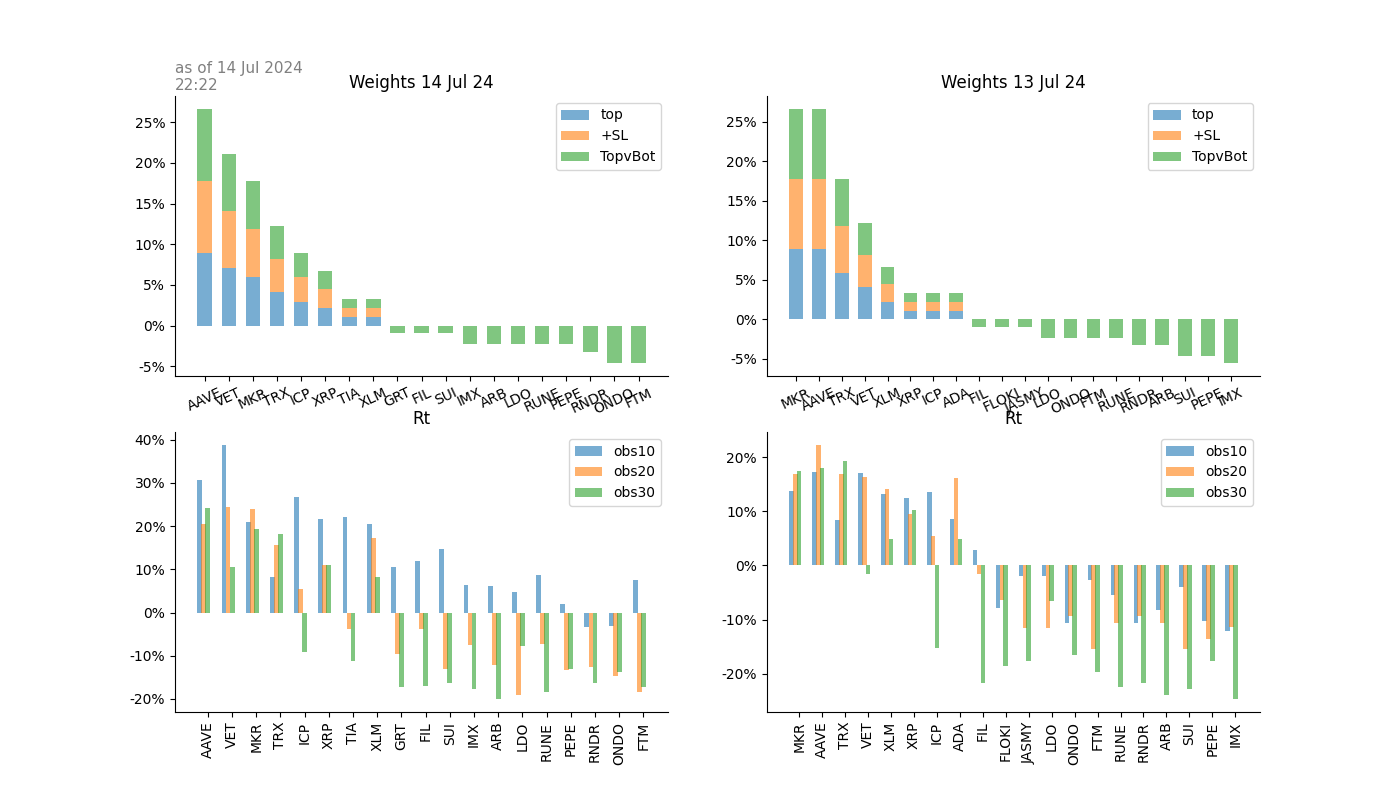 as of 14 Jul 2024
22:22
Weights 14 Jul 24
top
+SL
TopvBot
25%
20%
15%
10%
5%
0%
-5%
AAVE VET MKR TRX ICP XRP TIA XLM GRT FIL SUI IMX ARB LDO RUNE PEPE RNDR ONDO FTM
Weights 13 Jul 24
top
+SL
TopvBot
25%
20%
15%
10%
5%
0%
-5%
MKR AAVE TRX VET XLM XRP ICP ADA FIL FLOKI JASMY LDO ONDO FTM RUNE RNDR ARB SUI PEPE IMX
Rt
obs10
obs20
obs30
40%
30%
20%
10%
0%
-10%
-20%
AAVE VET MKR TRX ICP XRP TIA XLM GRT FIL SUI IMX ARB LDO RUNE PEPE RNDR ONDO FTM
Rt
obs10
obs20
obs30
20%
10%
0%
-10%
-20%
MKR AAVE TRX VET XLM XRP ICP ADA FIL FLOKI JASMY LDO ONDO FTM RUNE RNDR ARB SUI PEPE IMX